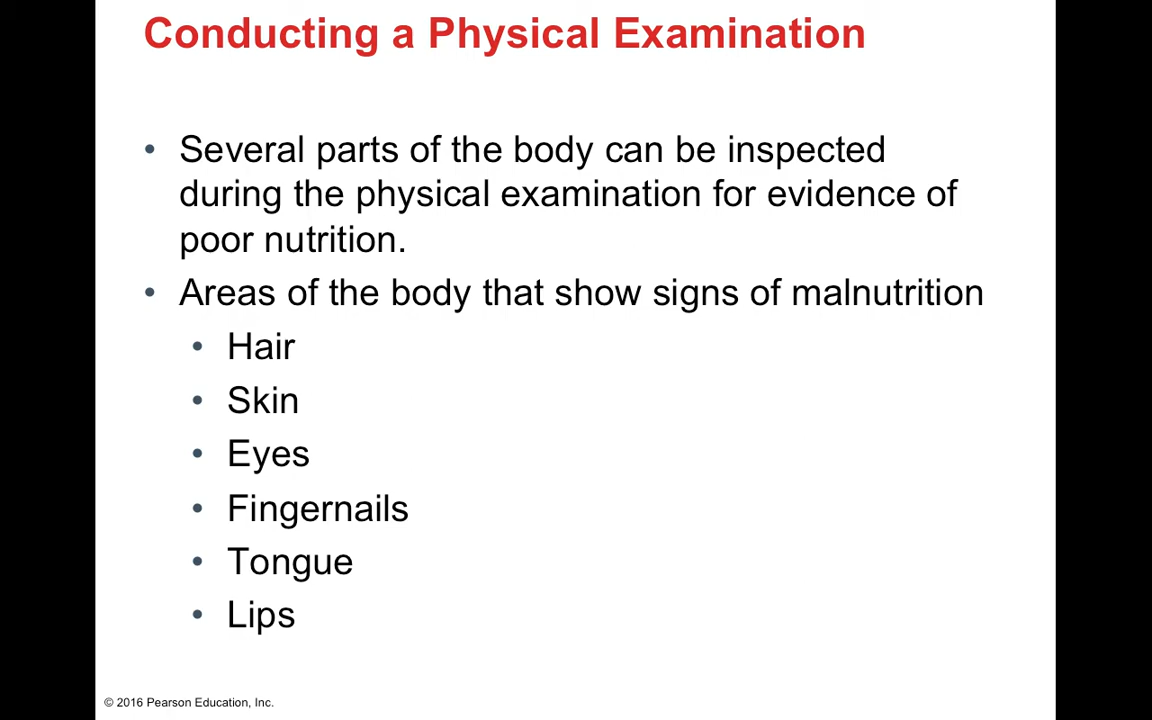 Conducting a Physical Examination
• Several parts of the body can be inspected
during the physical examination for evidence of
poor nutrition.
• Areas of the body that show signs of malnutrition
• Hair
• Skin
• Eyes
• Fingernails
• Tongue
• Lips
© 2016 Pearson Education, Inc.